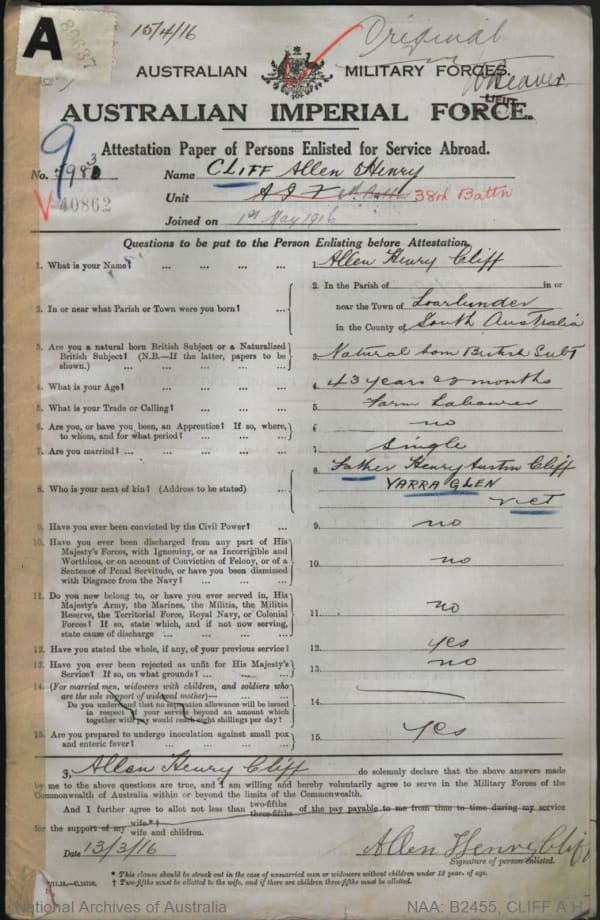 A
80637
15/4/16
Original
AUSTRALIAN MILITARY FORCES.
LIEUT.
AUSTRALIAN IMPERIAL FORCE.
Attestation Paper of Persons Enlisted for Service Abroad.
9
No. Name CLIFF Allen Henry
40862
Unit A I F 38th Battn
Joined on 1st May 1916
Questions to be put to the Person Enlisting before Attestation.
1. What is your Name? ... ... ... ... 1. Allen Henry Cliff
2. In or near what Parish or Town were you born? ... 2. In the Parish of in or
near the Town of
in the County of South Australia
3. Are you a natural born British Subject or a Naturalized
British Subject? (N.B.—If the latter, papers to be
shown.) ... ... ... ... ... 3. Natural born British Subt
4. What is your Age? ... ... ... ... 4. 43 years months
5. What is your Trade or Calling? ... ... ... 5. Farm Labourer
6. Are you, or have you been, an Apprentice? If so, where,
to whom, and for what period? ... ... ... 6. no
7. Are you married? ... ... ... ... 7. Single
8. Who is your next of kin? (Address to be stated) ... 8. Father Henry Austin Cliff
YARRA GLEN
Vict
9. Have you ever been convicted by the Civil Power? ... 9. no
10. Have you ever been discharged from any part of His
Majesty's Forces, with Ignominy, or as Incorrigible and
Worthless, or on account of Conviction of Felony, or of a
Sentence of Penal Servitude, or have you been dismissed
with Disgrace from the Navy? ... ... ... 10. no
11. Do you now belong to, or have you ever served in, His
Majesty's Army, the Marines, the Militia, the Militia
Reserve, the Territorial Force, Royal Navy, or Colonial
Forces? If so, state which, and if not now serving,
state cause of discharge ... ... ... ... 11. no
12. Have you stated the whole, if any, of your previous service? 12. yes
13. Have you ever been rejected as unfit for His Majesty's
Service? If so, on what grounds? ... ... ... 13. no
14. (For married men, widowers with children, and soldiers who
are the sole support of widowed mother)—
Do you understand that no separation allowance will be issued
in respect of your service beyond an amount which
together with pay would reach eight shillings per day? 14.
15. Are you prepared to undergo inoculation against small pox
and enteric fever? ... ... ... ... 15. yes
I, Allen Henry Cliff do solemnly declare that the above answers made
by me to the above questions are true, and I am willing and hereby voluntarily agree to serve in the Military Forces of the
Commonwealth of Australia within or beyond the limits of the Commonwealth.
And I further agree to allot not less than two-fifths three-fifths of the pay payable to me from time to time during my service
for the support of my wife*† wife and children.
Date 13/3/16 Allen Henry Cliff
Signature of person enlisted.
* This clause should be struck out in the case of unmarried men or widowers without children under 18 years of age.
† Two-fifths must be allotted to the wife, and if there are children three-fifths must be allotted.
National Archives of Australia NAA: B2455, CLIFF A H